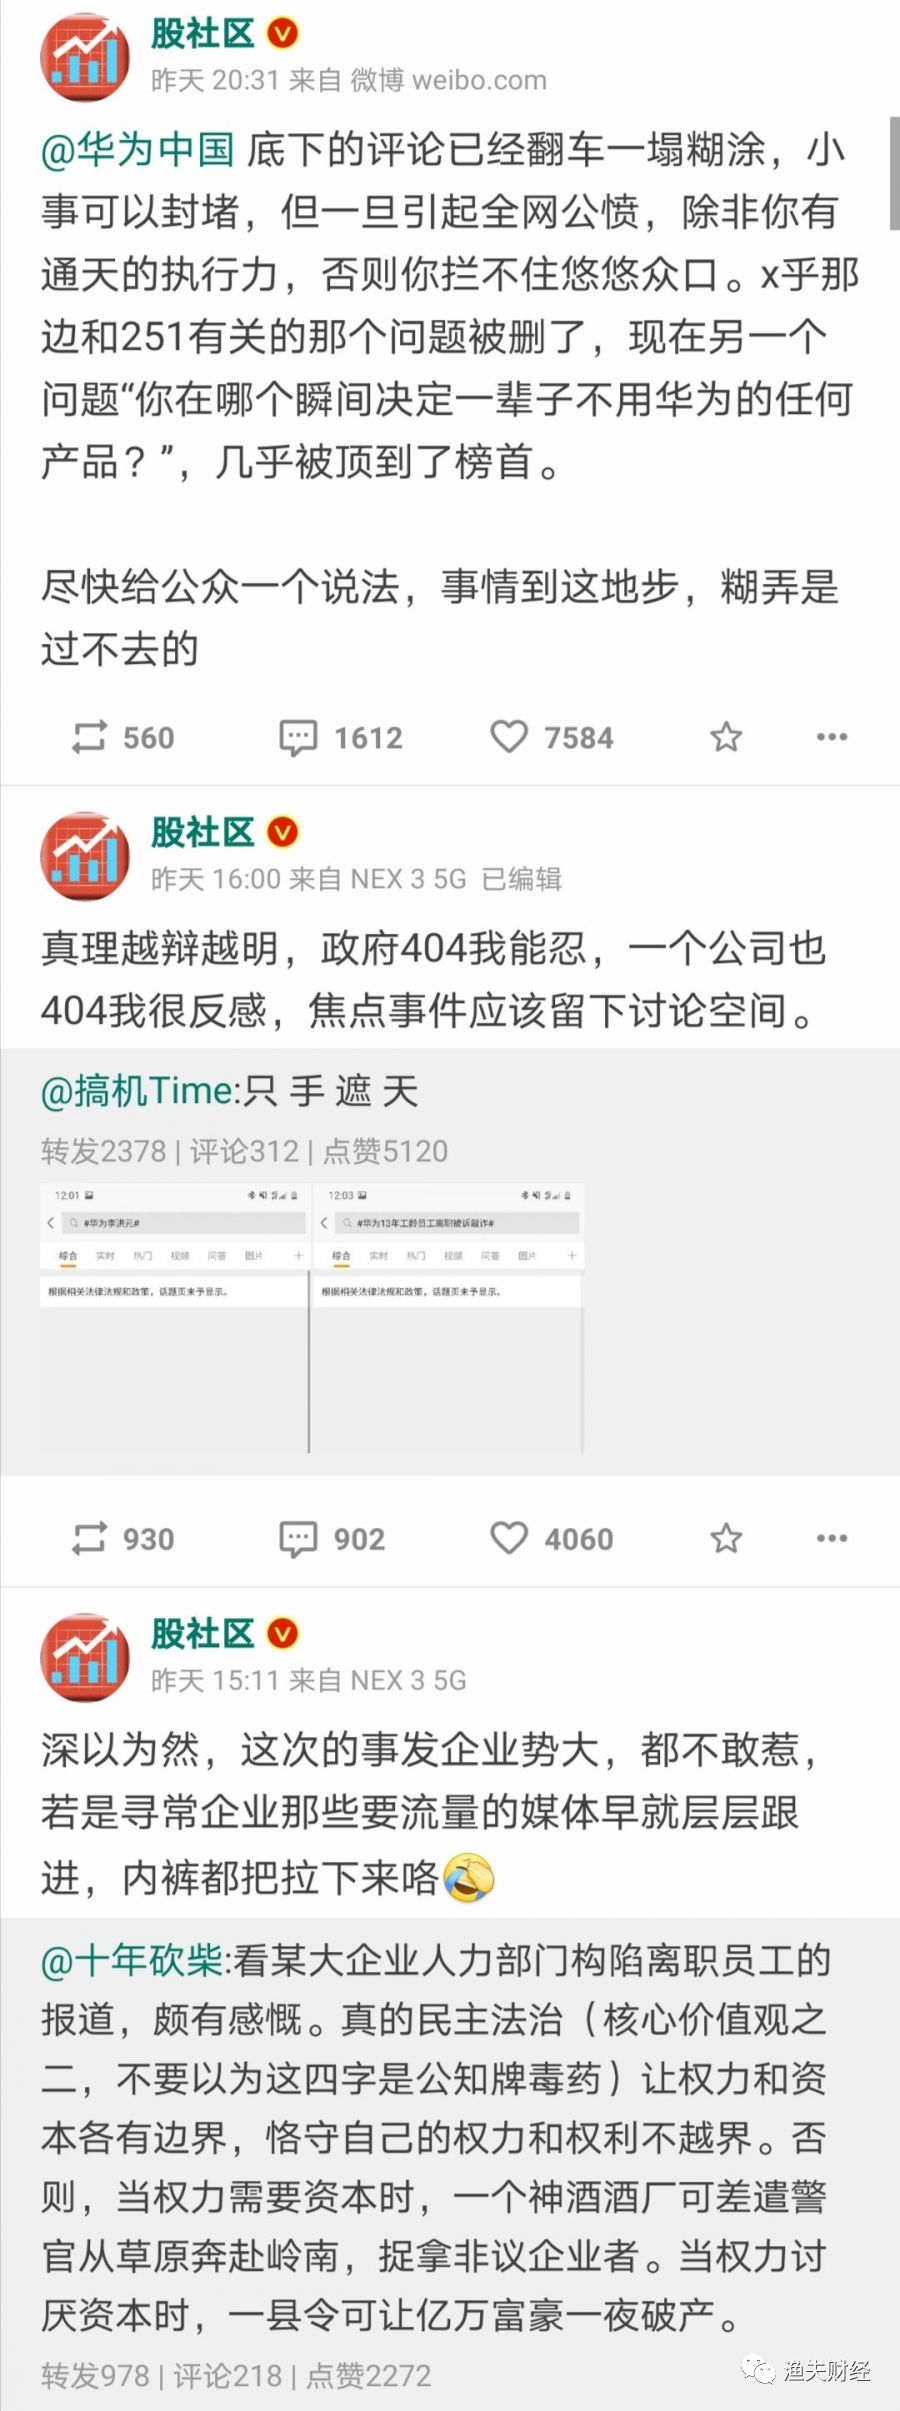 股社区
昨天 20:31 来自 微博 weibo.com
@华为中国 底下的评论已经翻车一塌糊涂，小
事可以封堵，但一旦引起全网公愤，除非你有
通天的执行力，否则你拦不住悠悠众口。x乎那
边和251有关的那个问题被删了，现在另一个
问题“你在哪个瞬间决定一辈子不用华为的任何
产品？”，几乎被顶到了榜首。
尽快给公众一个说法，事情到这地步，糊弄是
过不去的
560 1612 7584
股社区
昨天 16:00 来自 NEX 3 5G 已编辑
真理越辩越明，政府404我能忍，一个公司也
404我很反感，焦点事件应该留下讨论空间。
@搞机Time:只 手 遮 天
转发2378 | 评论312 | 点赞5120
12:01
#华为李洪元#
综合 实时 热门 视频 问答 图片 +
根据相关法律法规和政策，话题页未予显示。
12:03
#华为13年工龄员工离职被诉敲诈#
综合 实时 热门 视频 问答 图片 +
根据相关法律法规和政策，话题页未予显示。
930 902 4060
股社区
昨天 15:11 来自 NEX 3 5G
深以为然，这次的事发企业势大，都不敢惹，
若是寻常企业那些要流量的媒体早就层层跟
进，内裤都把拉下来咯
@十年砍柴:看某大企业人力部门构陷离职员工的
报道，颇有感慨。真的民主法治（核心价值观之
二，不要以为这四字是公知牌毒药）让权力和资
本各有边界，恪守自己的权力和权利不越界。否
则，当权力需要资本时，一个神酒酒厂可差遣警
官从草原奔赴岭南，捉拿非议企业者。当权力讨
厌资本时，一县令可让亿万富豪一夜破产。
转发978 | 评论218 | 点赞2272
渔夫财经